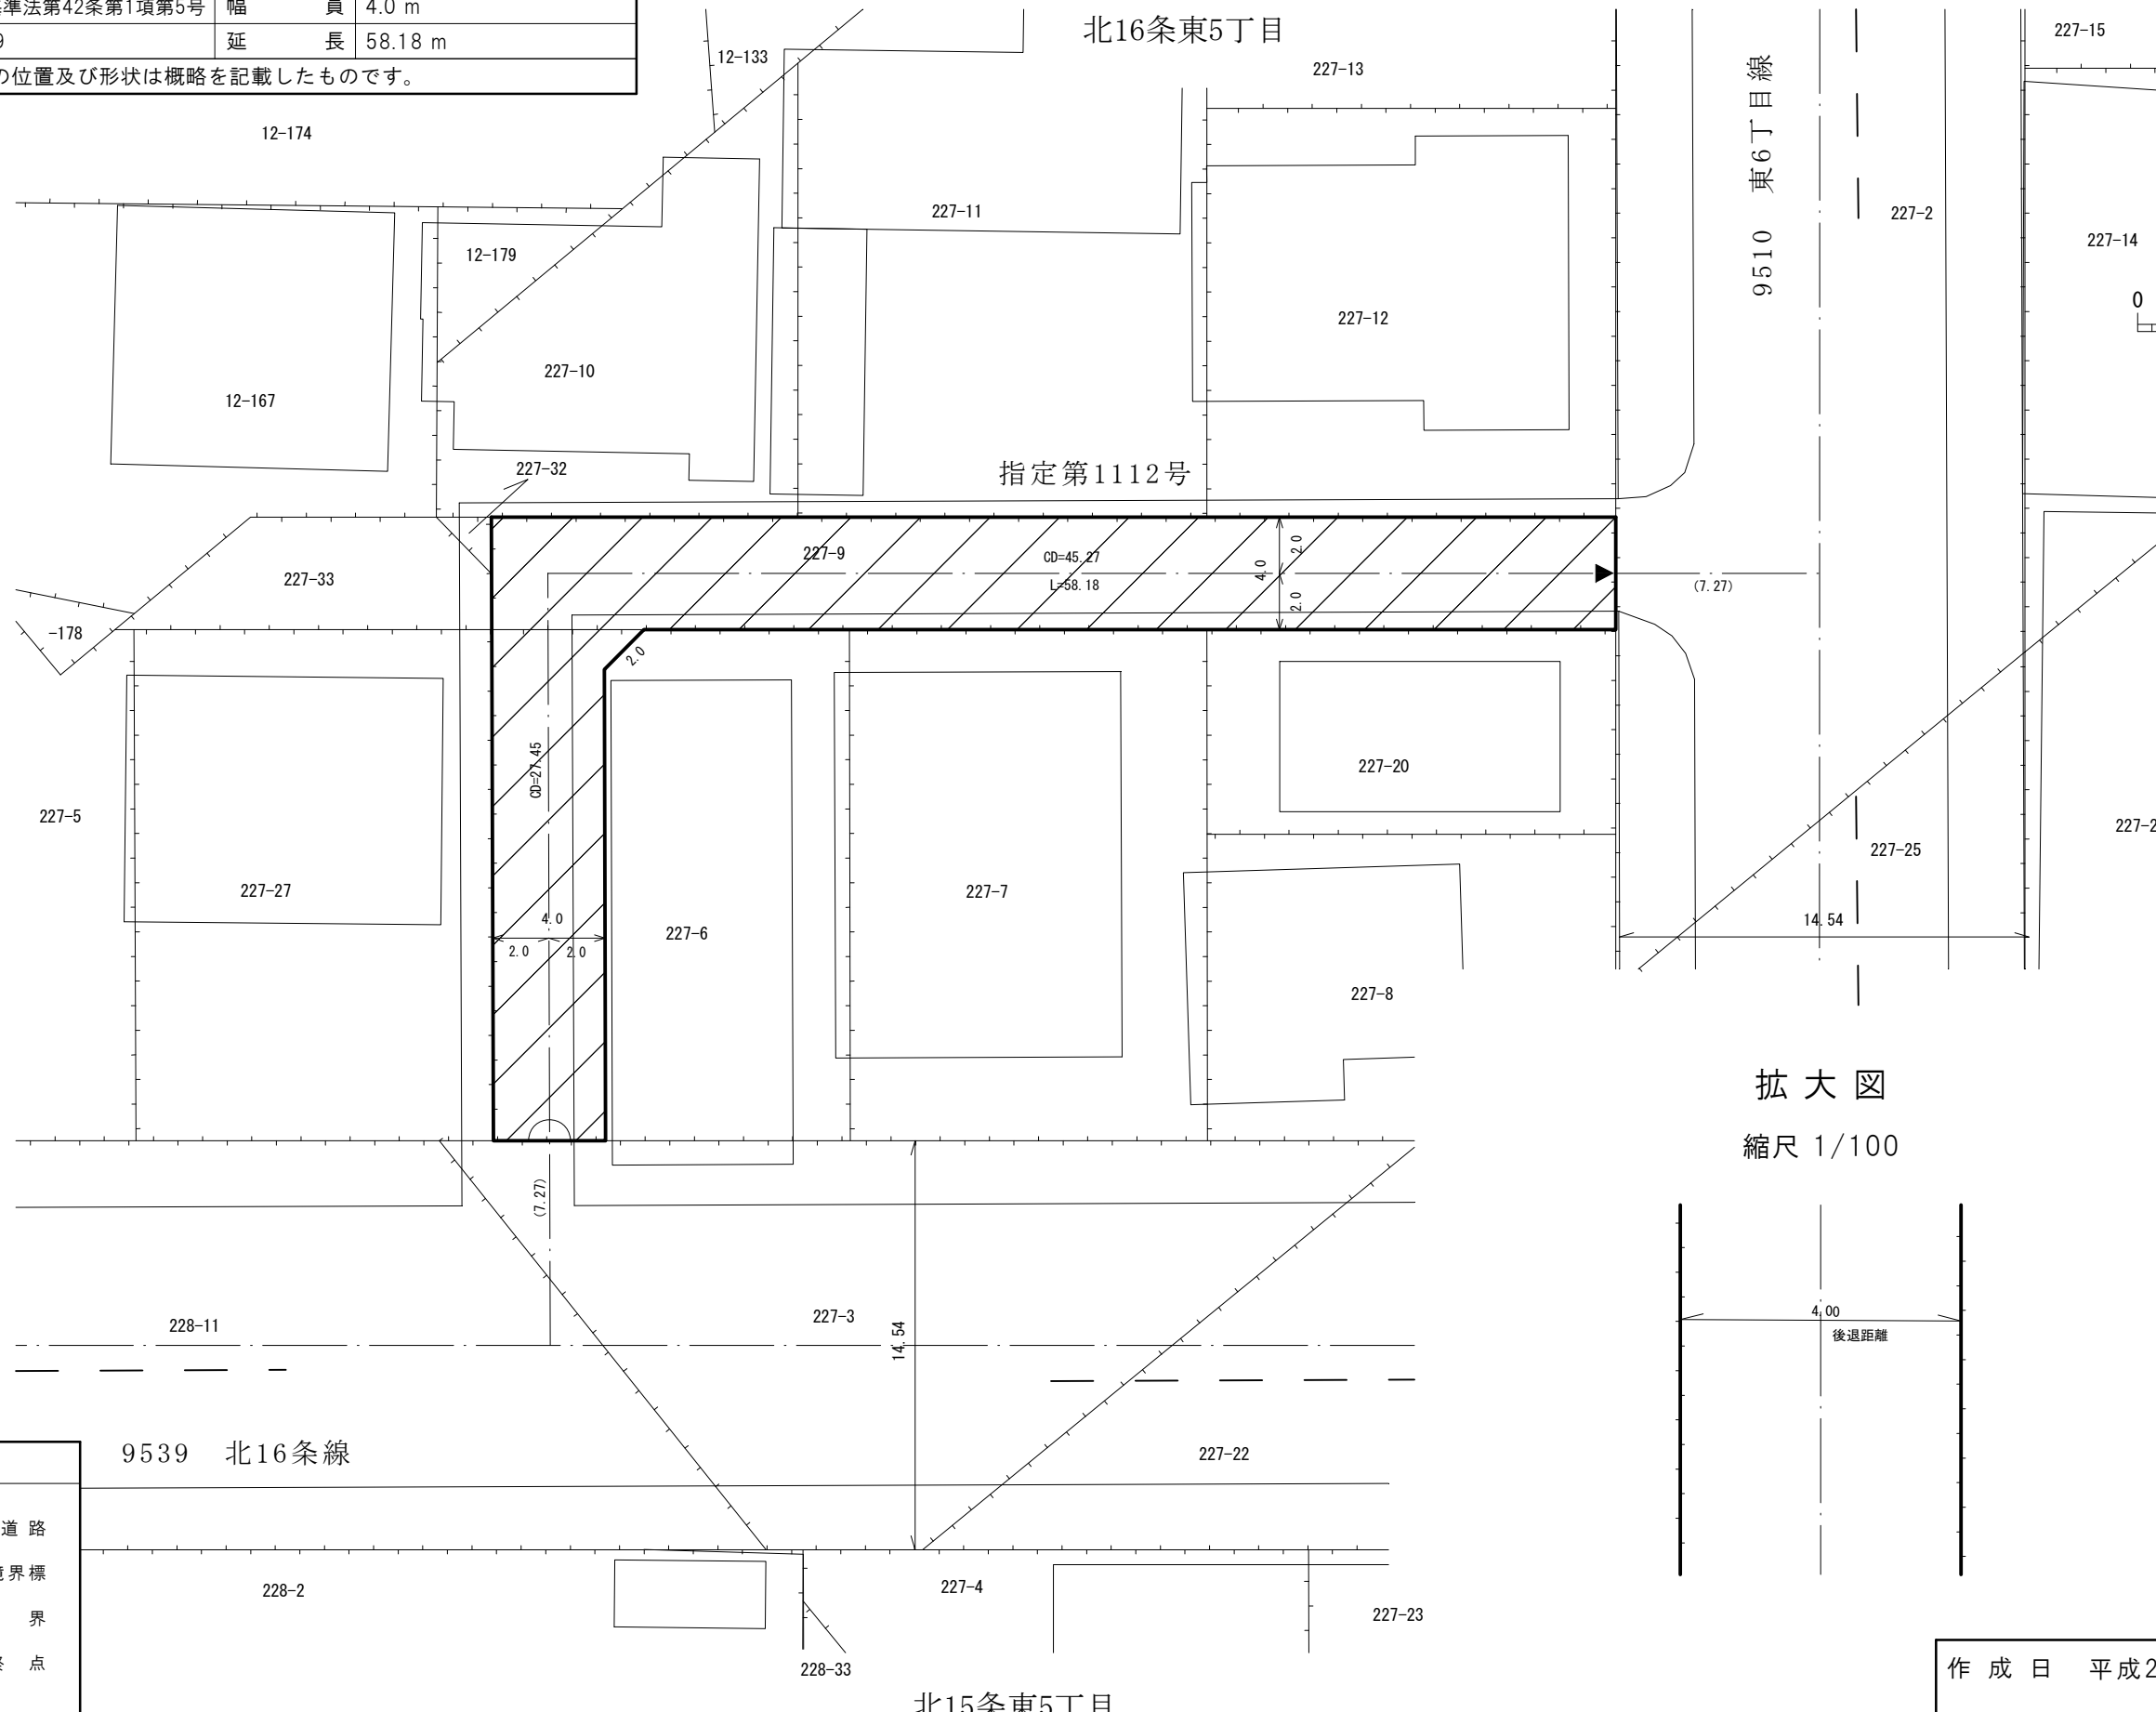 準法第42条第1項第5号 幅員 4.0 m
9 延長 58.18 m
の位置及び形状は概略を記載したものです。
北16条東5丁目
12-133
227-13
227-15
12-174
9510 東6丁目線
227-11
227-2
227-14
12-179
0
227-12
227-10
12-167
227-32
指定第1112号
227-9
CD=45.27
L=58.18
4.0
2.0
2.0
(7.27)
227-33
-178
2.0
CD=27.45
227-20
227-5
227-2
227-25
227-27
227-7
227-6
4.0
2.0
2.0
14.54
227-8
拡大図
縮尺 1/100
(7.27)
227-3
228-11
14.54
4.00
後退距離
9539 北16条線
227-22
道路
界標
界
点
228-2
227-4
227-23
228-33
作成日 平成2
北15条東5丁目